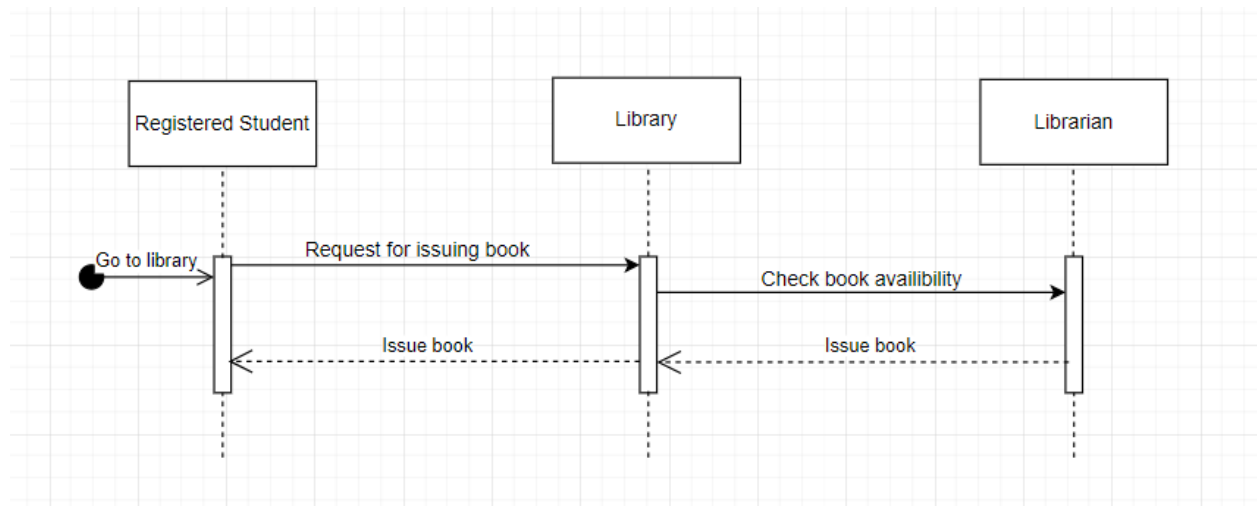 Registered Student
Library
Librarian
Go to library
Request for issuing book
Check book availibility
Issue book
Issue book